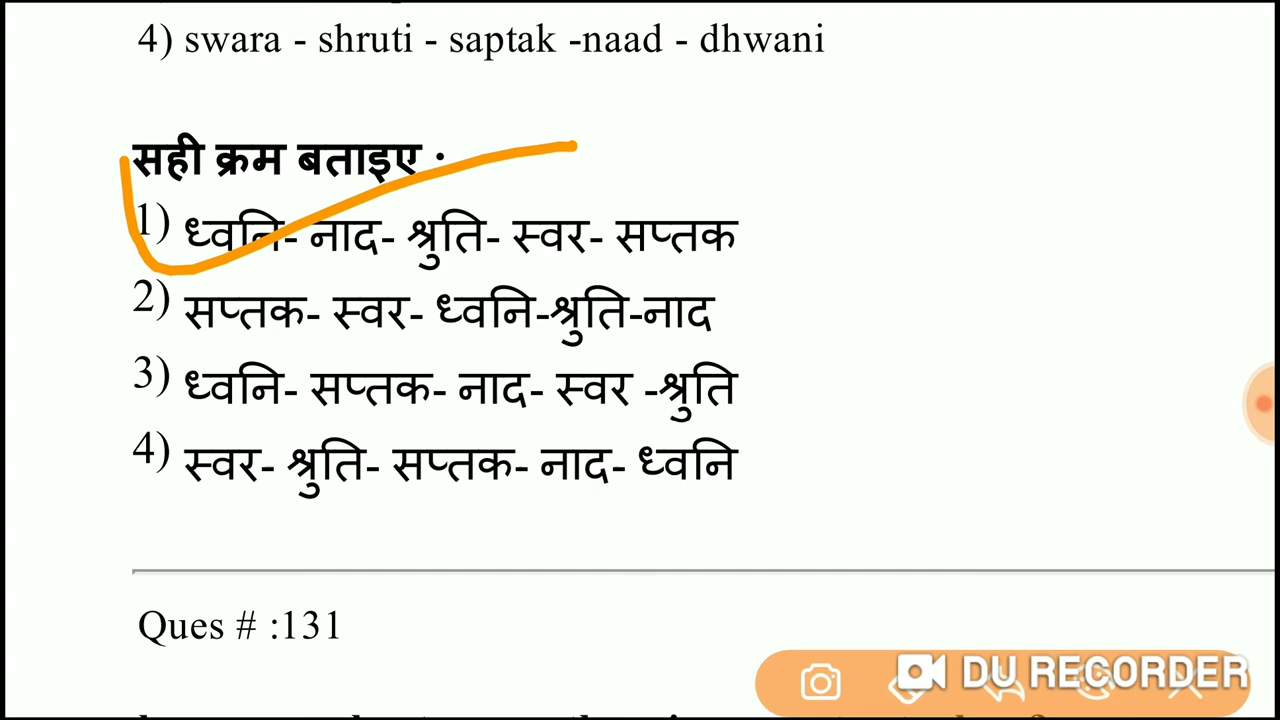 4) swara - shruti - saptak -naad - dhwani
सही क्रम बताइए :
1) ध्वनि- नाद- श्रुति- स्वर- सप्तक
2) सप्तक- स्वर- ध्वनि-श्रुति-नाद
3) ध्वनि- सप्तक- नाद- स्वर -श्रुति
4) स्वर- श्रुति- सप्तक- नाद- ध्वनि
Ques # :131
DU RECORDER